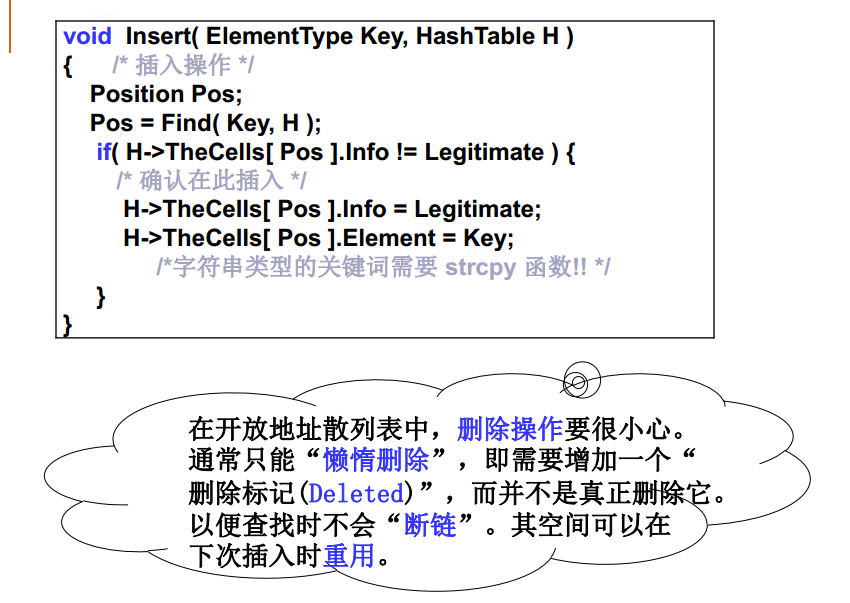 void Insert( ElementType Key, HashTable H )
{ /* 插入操作 */
Position Pos;
Pos = Find( Key, H );
if( H->TheCells[ Pos ].Info != Legitimate ) {
/* 确认在此插入 */
H->TheCells[ Pos ].Info = Legitimate;
H->TheCells[ Pos ].Element = Key;
/*字符串类型的关键词需要 strcpy 函数!! */
}
}
在开放地址散列表中，删除操作要很小心。
通常只能“懒惰删除”，即需要增加一个“
删除标记(Deleted)”，而并不是真正删除它。
以便查找时不会“断链”。其空间可以在
下次插入时重用。